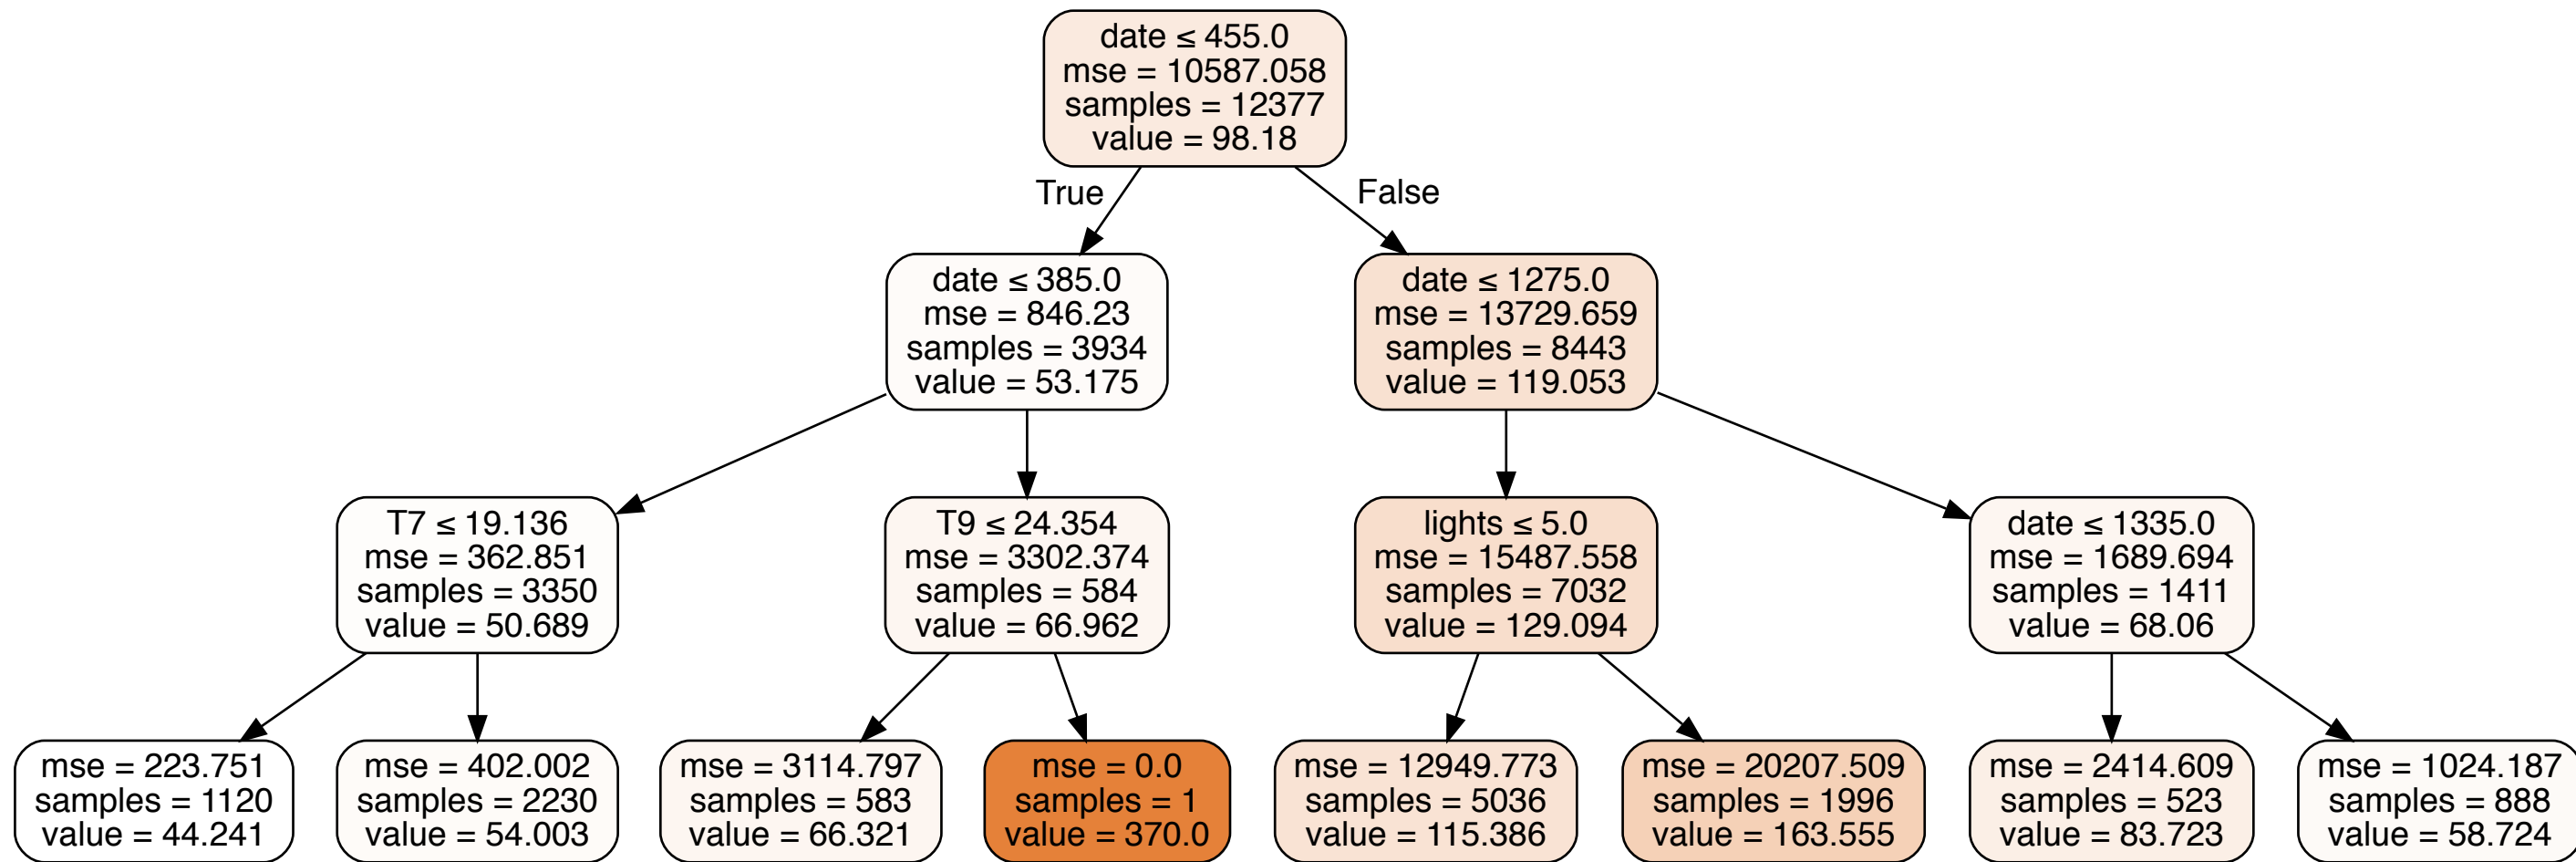 date ≤ 455.0
mse = 10587.058
samples = 12377
value = 98.18
True
False
date ≤ 385.0
mse = 846.23
samples = 3934
value = 53.175
date ≤ 1275.0
mse = 13729.659
samples = 8443
value = 119.053
T7 ≤ 19.136
mse = 362.851
samples = 3350
value = 50.689
T9 ≤ 24.354
mse = 3302.374
samples = 584
value = 66.962
lights ≤ 5.0
mse = 15487.558
samples = 7032
value = 129.094
date ≤ 1335.0
mse = 1689.694
samples = 1411
value = 68.06
mse = 223.751
samples = 1120
value = 44.241
mse = 402.002
samples = 2230
value = 54.003
mse = 3114.797
samples = 583
value = 66.321
mse = 0.0
samples = 1
value = 370.0
mse = 12949.773
samples = 5036
value = 115.386
mse = 20207.509
samples = 1996
value = 163.555
mse = 2414.609
samples = 523
value = 83.723
mse = 1024.187
samples = 888
value = 58.724